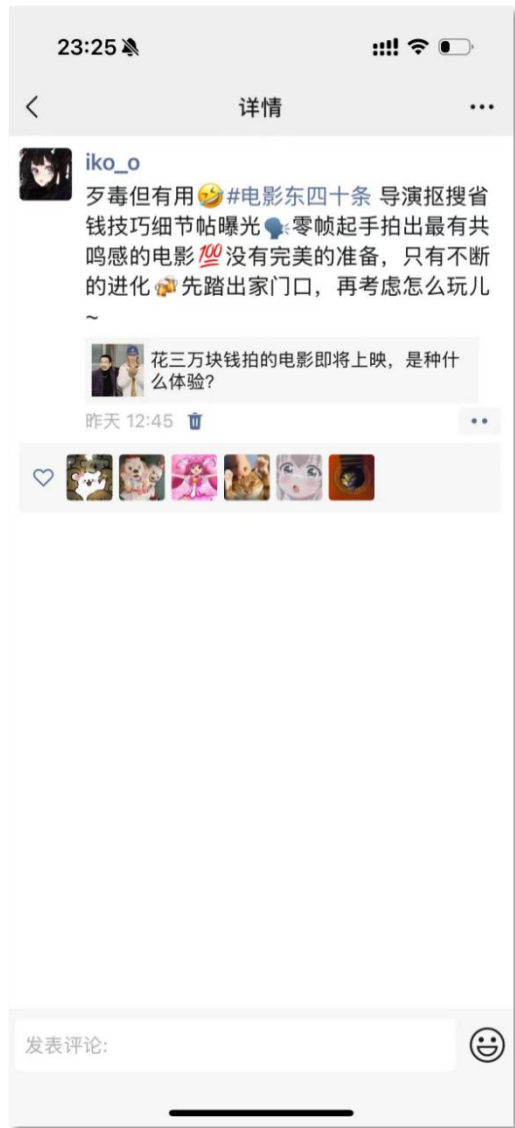 23:25
详情
iko_o
歹毒但有用🤣#电影东四十条 导演抠搜省
钱技巧细节帖曝光🗣️零帧起手拍出最有共
鸣感的电影💯没有完美的准备，只有不断
的进化🍻先踏出家门口，再考虑怎么玩儿
~
花三万块钱拍的电影即将上映，是种什
么体验？
昨天 12:45
发表评论: